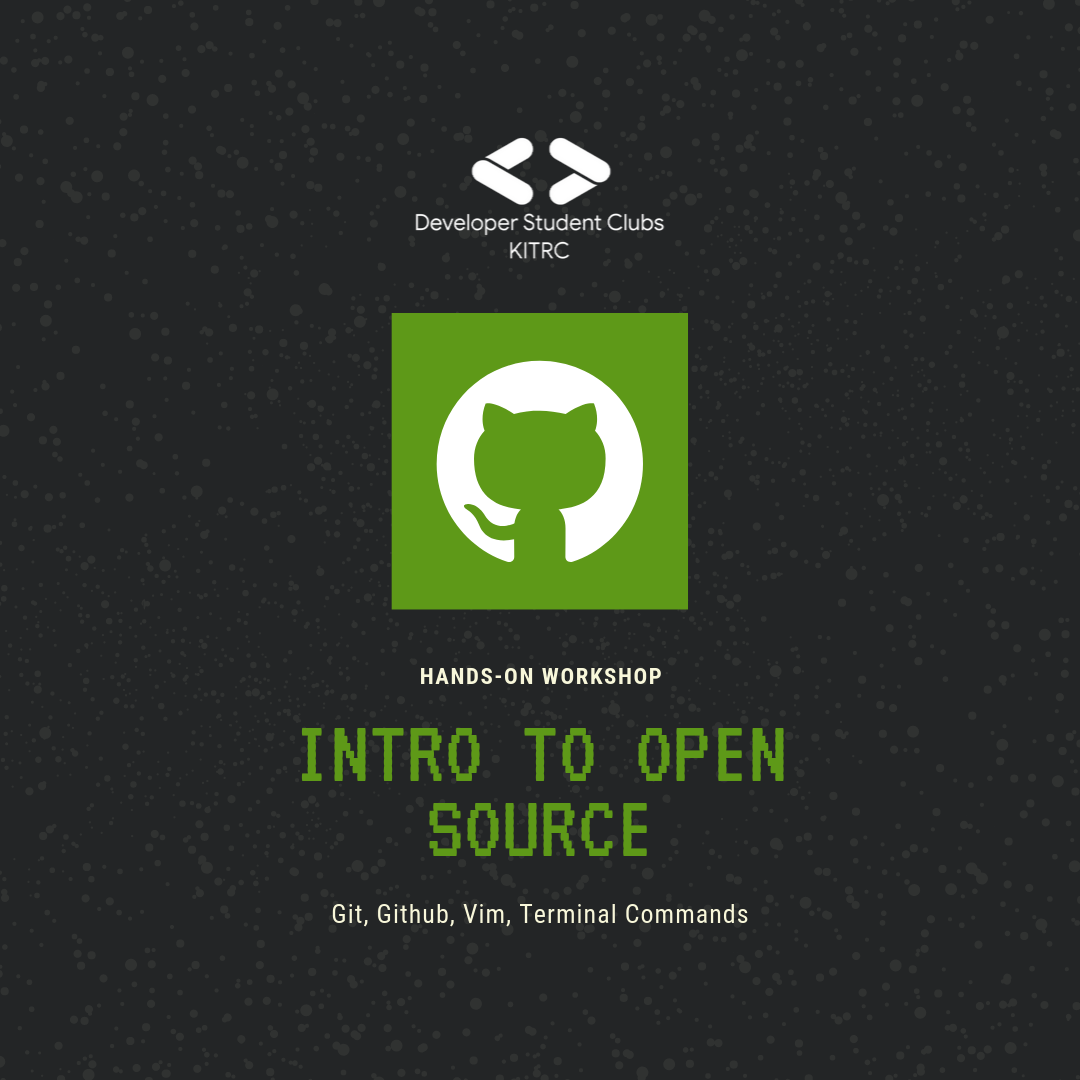 Developer Student Clubs
KITRC
HANDS-ON WORKSHOP
INTRO TO OPEN
SOURCE
Git, Github, Vim, Terminal Commands